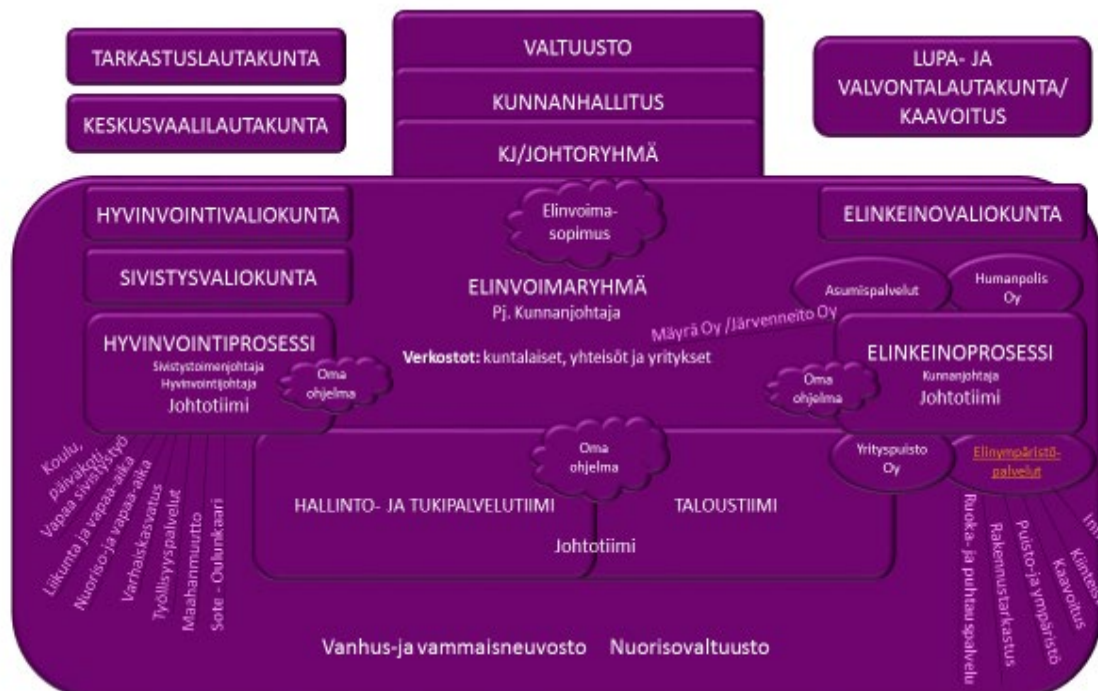 TARKASTUSLAUTAKUNTA
KESKUSVAALILAUTAKUNTA
VALTUUSTO
KUNNANHALLITUS
KJ/JOHTORYHMÄ
LUPA- JA
VALVONTALAUTAKUNTA/
KAAVOITUS
HYVINVOINTIVALIOKUNTA
SIVISTYSVALIOKUNTA
Elinvoima-
sopimus
ELINKEINOVALIOKUNTA
ELINVOIMARYHMÄ
Pj. Kunnanjohtaja
Asumispalvelut
Humanpolis
Oy
Mäyrä Oy /Järvenneito Oy
Verkostot: kuntalaiset, yhteisöt ja yritykset
HYVINVOINTIPROSESSI
Sivistystoimenjohtaja
Hyvinvointijohtaja
Johtotiimi
Oma
ohjelma
ELINKEINOPROSESSI
Kunnanjohtaja
Johtotiimi
Oma
ohjelma
Oma
ohjelma
HALLINTO- JA TUKIPALVELUTIIMI
TALOUSTIIMI
Johtotiimi
Yrityspuisto
Oy
Elinympäristö-
palvelut
Koulu,
päiväkoti
Vapaa sivistystyö
Liikunta ja vapaa-aika
Nuoriso-ja vapaa-aika
Varhaiskasvatus
Työllisyyspalvelut
Maahanmuutto
Sote - Oulunkaari
Ruoka- ja puhtauspalvelu
Rakennustarkastus
Puisto-ja ympäristö
Kaavoitus
Vanhus-ja vammaisneuvosto
Nuorisovaltuusto